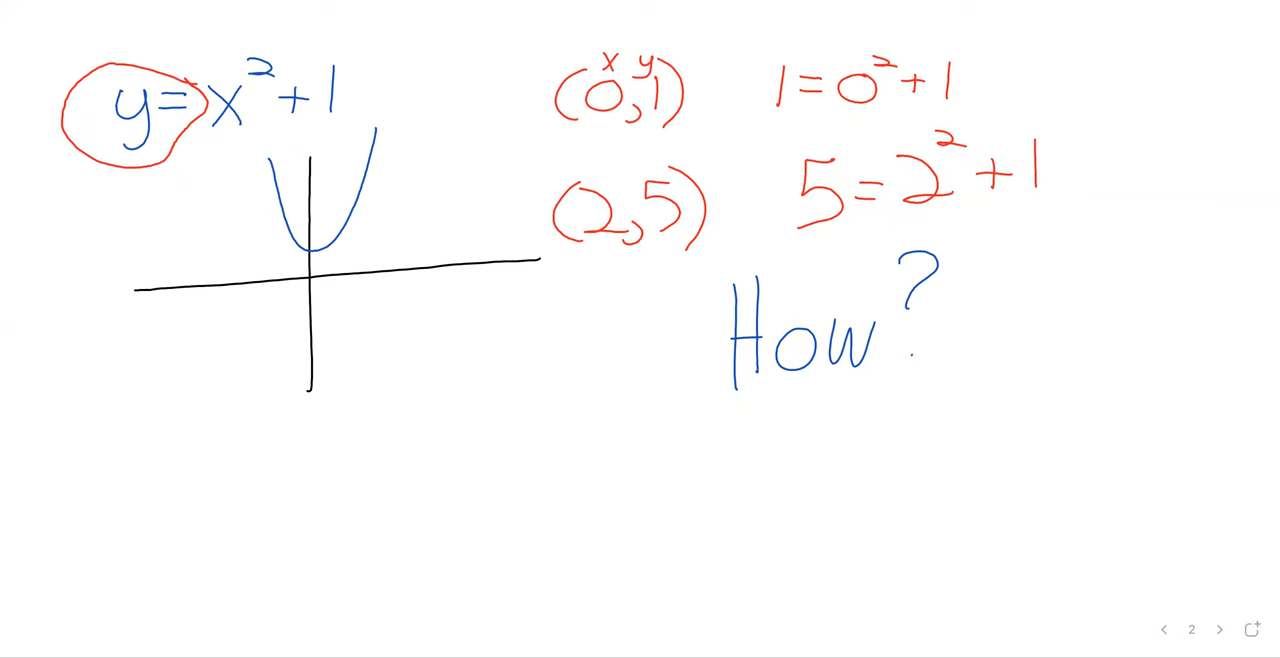 y = x² + 1
x y
(0, 1) 1 = 0² + 1
(2, 5) 5 = 2² + 1
How?
2